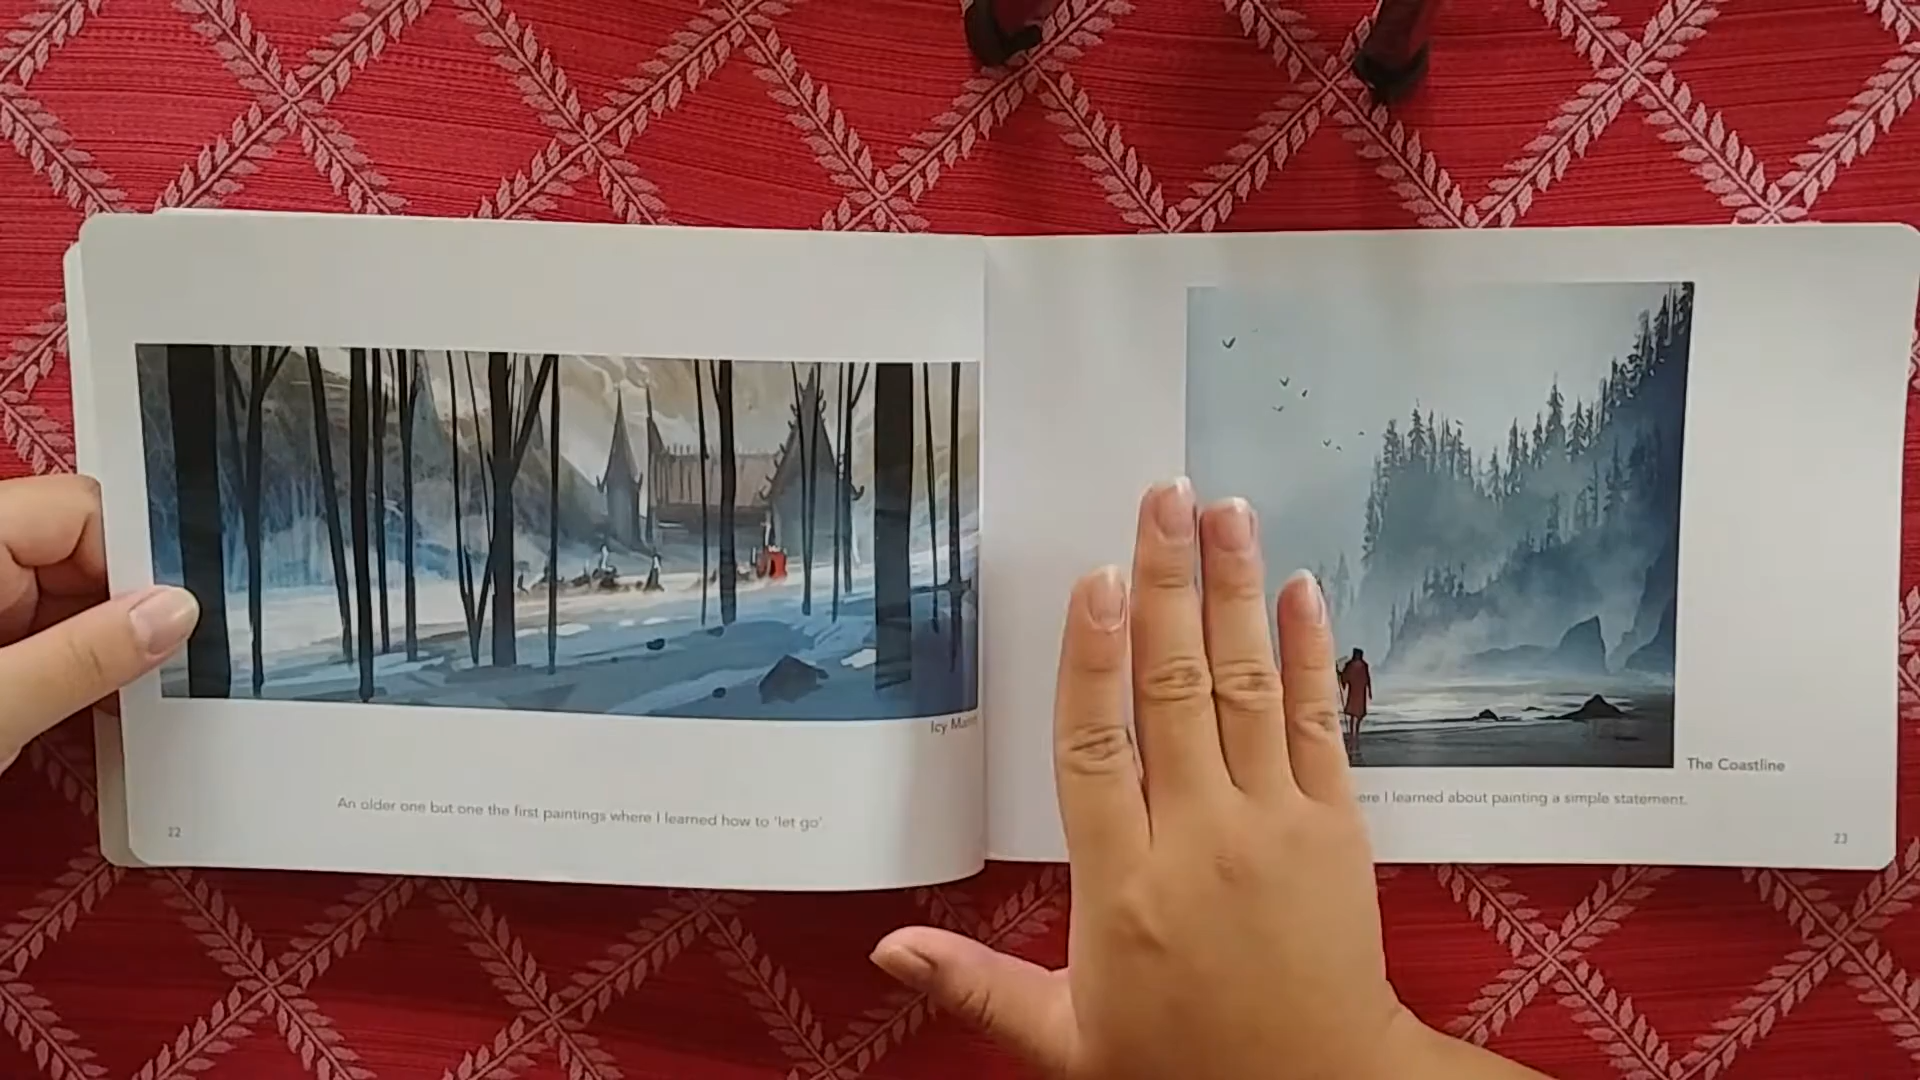 Icy
An older one but one the first paintings where I learned how to 'let go'.
22
The Coastline
ere I learned about painting a simple statement.
23